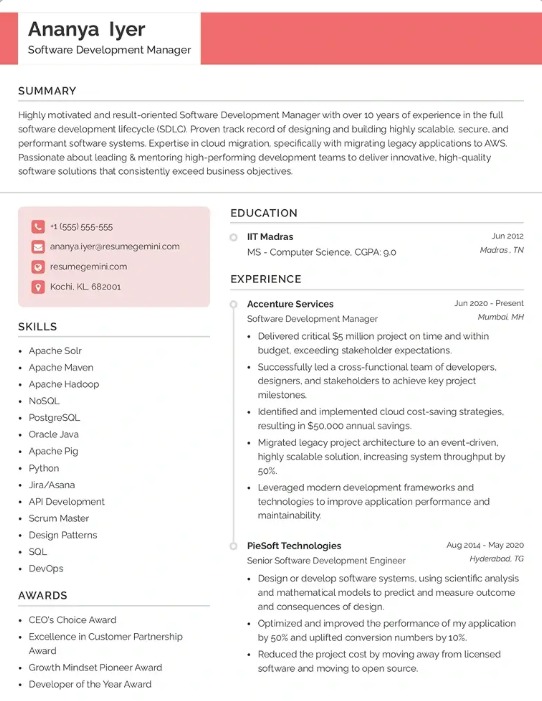 Ananya Iyer
Software Development Manager
SUMMARY
Highly motivated and result-oriented Software Development Manager with over 10 years of experience in the full
software development lifecycle (SDLC). Proven track record of designing and building highly scalable, secure, and
performant software systems. Expertise in cloud migration, specifically with migrating legacy applications to AWS.
Passionate about leading & mentoring high-performing development teams to deliver innovative, high-quality
software solutions that consistently exceed business objectives.
+1 (555) 555-555
ananya.iyer@resumegemini.com
resumegemini.com
Kochi, KL, 682001
SKILLS
• Apache Solr
• Apache Maven
• Apache Hadoop
• NoSQL
• PostgreSQL
• Oracle Java
• Apache Pig
• Python
• Jira/Asana
• API Development
• Scrum Master
• Design Patterns
• SQL
• DevOps
AWARDS
• CEO's Choice Award
• Excellence in Customer Partnership
Award
• Growth Mindset Pioneer Award
• Developer of the Year Award
EDUCATION
IIT Madras Jun 2012
MS - Computer Science, CGPA: 9.0 Madras , TN
EXPERIENCE
Accenture Services Jun 2020 - Present
Software Development Manager Mumbai, MH
• Delivered critical $5 million project on time and within
budget, exceeding stakeholder expectations.
• Successfully led a cross-functional team of developers,
designers, and stakeholders to achieve key project
milestones.
• Identified and implemented cloud cost-saving strategies,
resulting in $50,000 annual savings.
• Migrated legacy project architecture to an event-driven,
highly scalable solution, increasing system throughput by
50%.
• Leveraged modern development frameworks and
technologies to improve application performance and
maintainability.
PieSoft Technologies Aug 2014 - May 2020
Senior Software Development Engineer Hyderabad, TG
• Design or develop software systems, using scientific analysis
and mathematical models to predict and measure outcome
and consequences of design.
• Optimized and improved the performance of my application
by 50% and uplifted conversion numbers by 10%.
• Reduced the project cost by moving away from licensed
software and moving to open source.